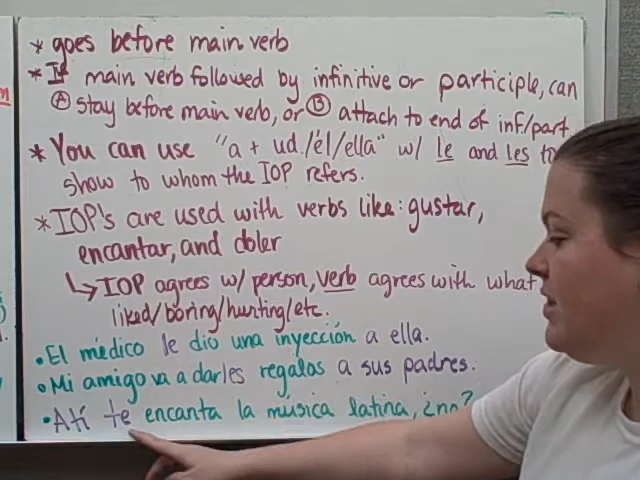 * goes before main verb
* If main verb followed by infinitive or participle, can
Ⓐ stay before main verb, or Ⓑ attach to end of inf/part
* You can use "a + ud./él/ella" w/ le and les to
show to whom the IOP refers.
* IOP's are used with verbs like: gustar,
encantar, and doler
↳ IOP agrees w/ person, verb agrees with what
liked/boring/hunting/etc.
• El médico le dio una inyección a ella.
• Mi amigo va a darles regalos a sus padres.
• A tí te encanta la música latina, ¿no?